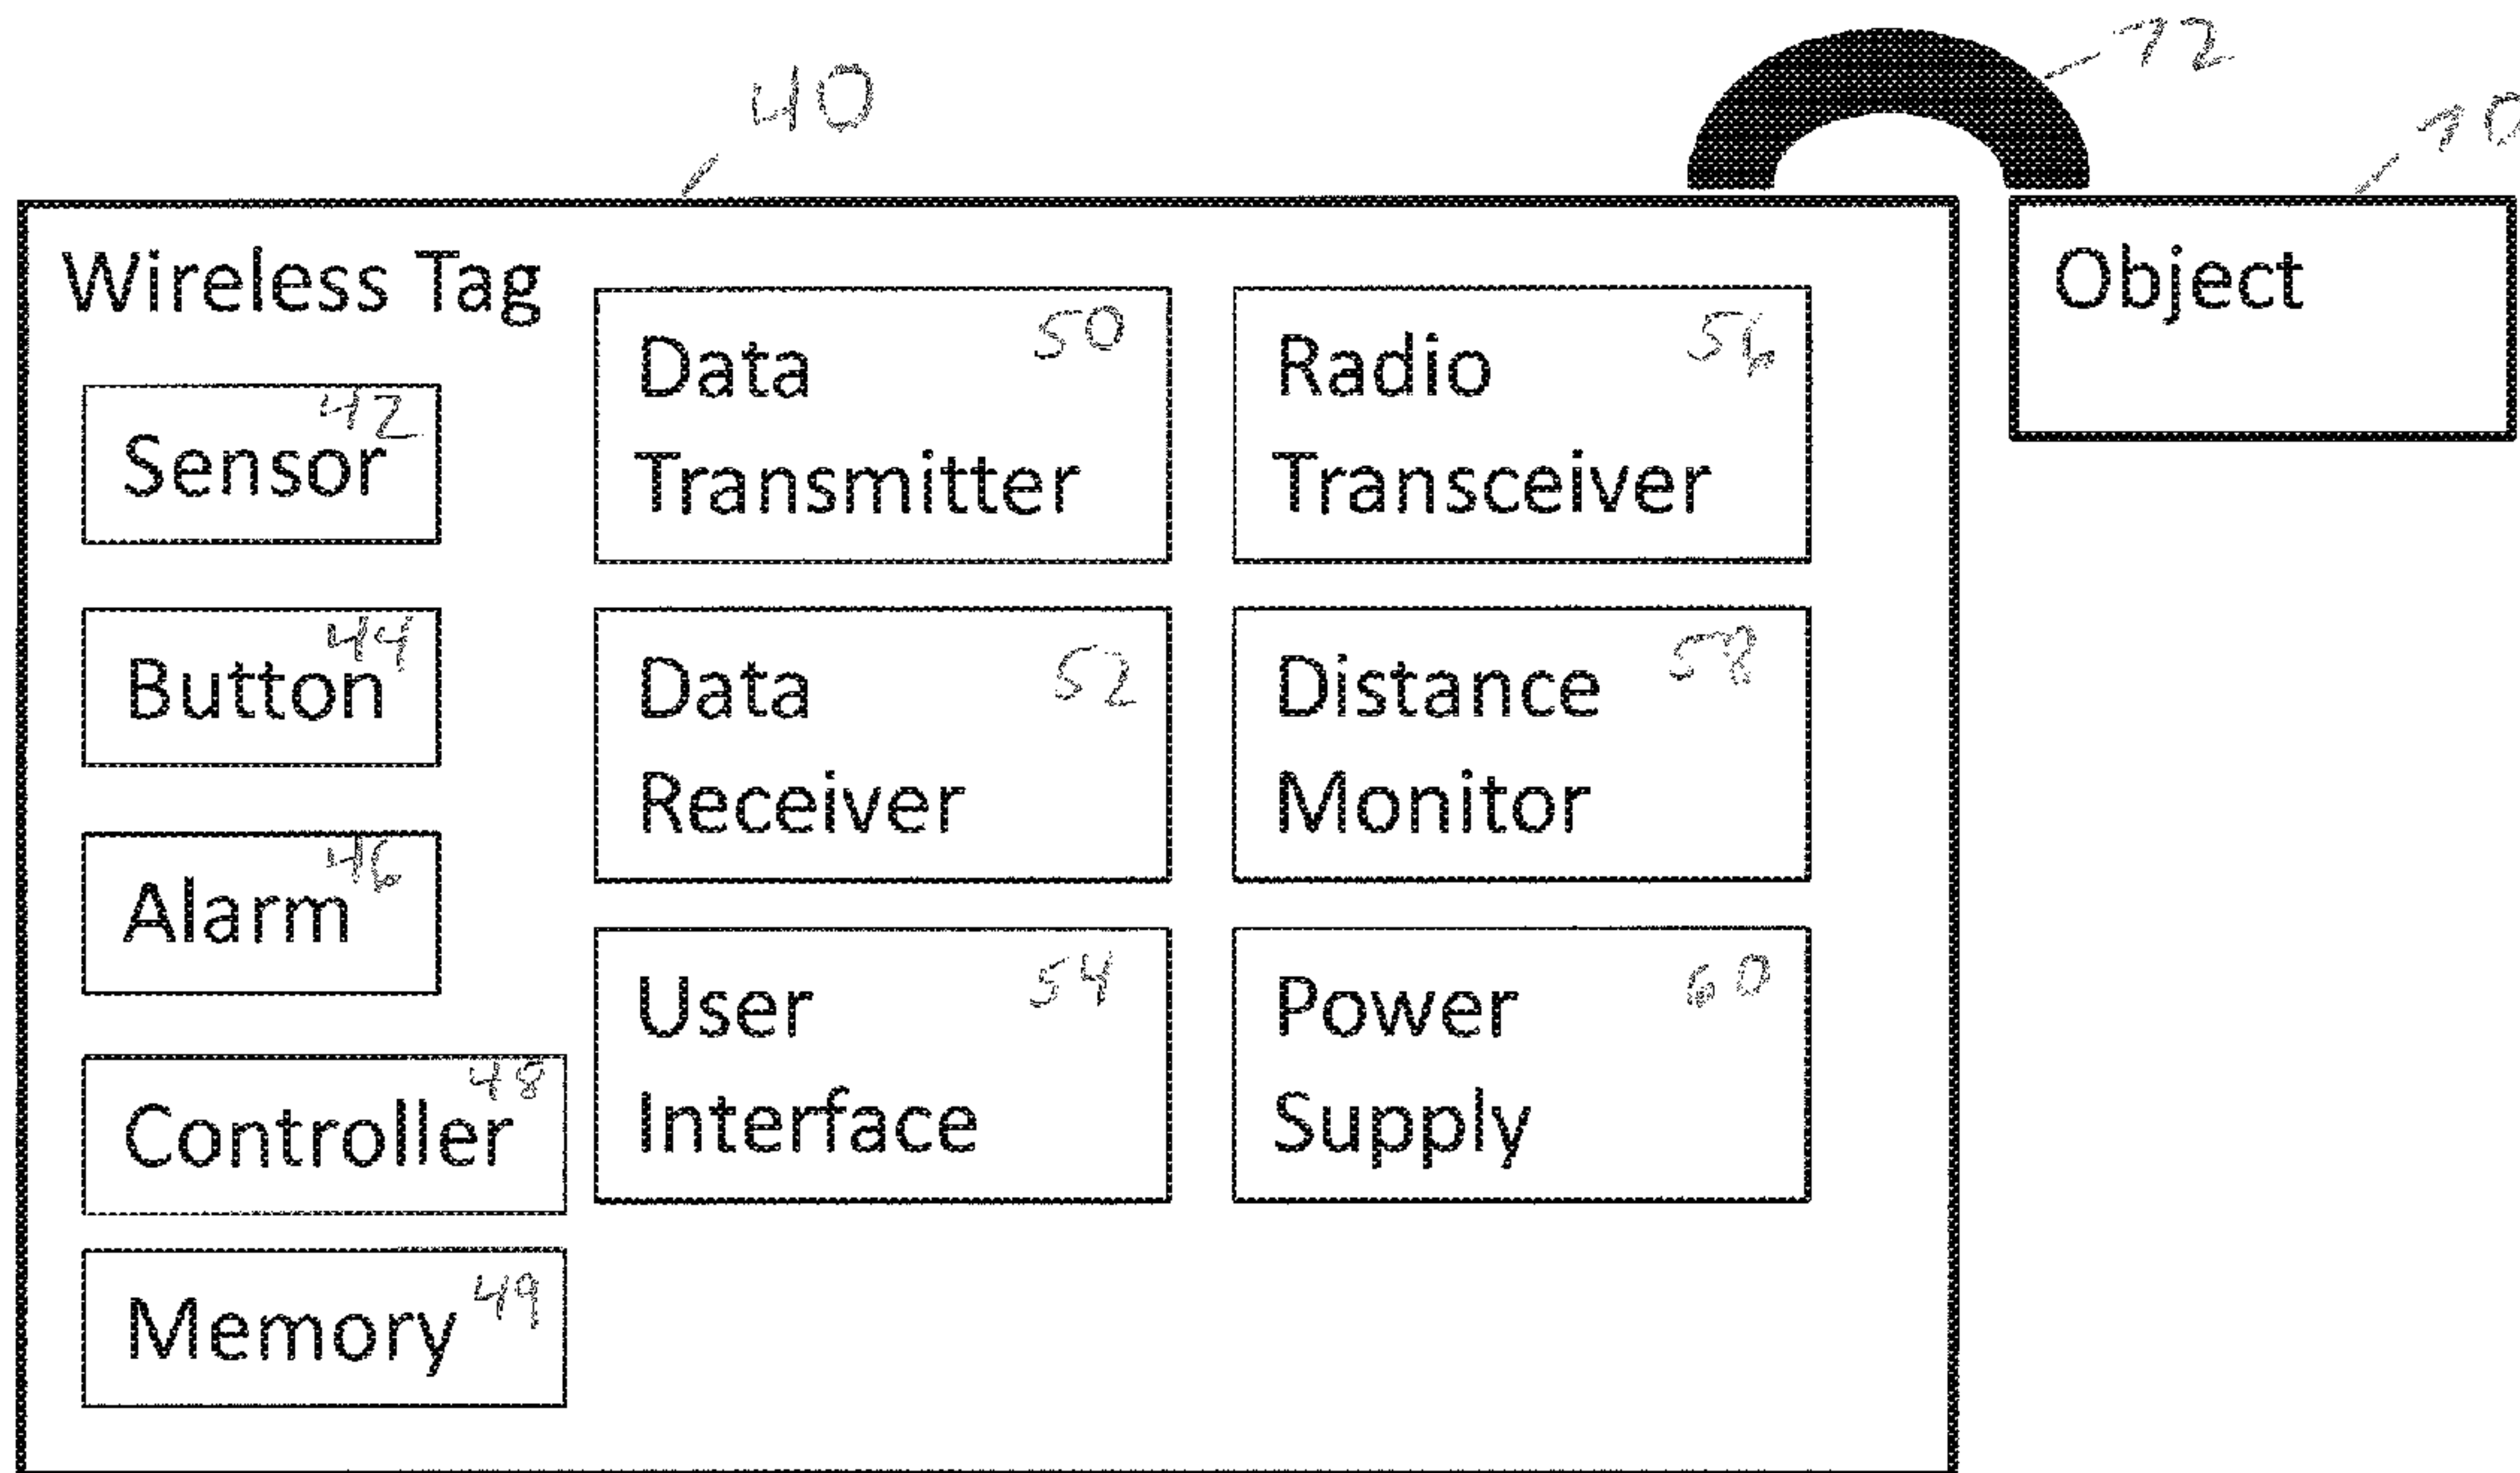 40
72
70
Wireless Tag
Object
Sensor 42
Button 44
Alarm 46
Controller 48
Memory 49
Data 50
Transmitter
Data 52
Receiver
User 54
Interface
Radio 56
Transceiver
Distance 58
Monitor
Power 60
Supply